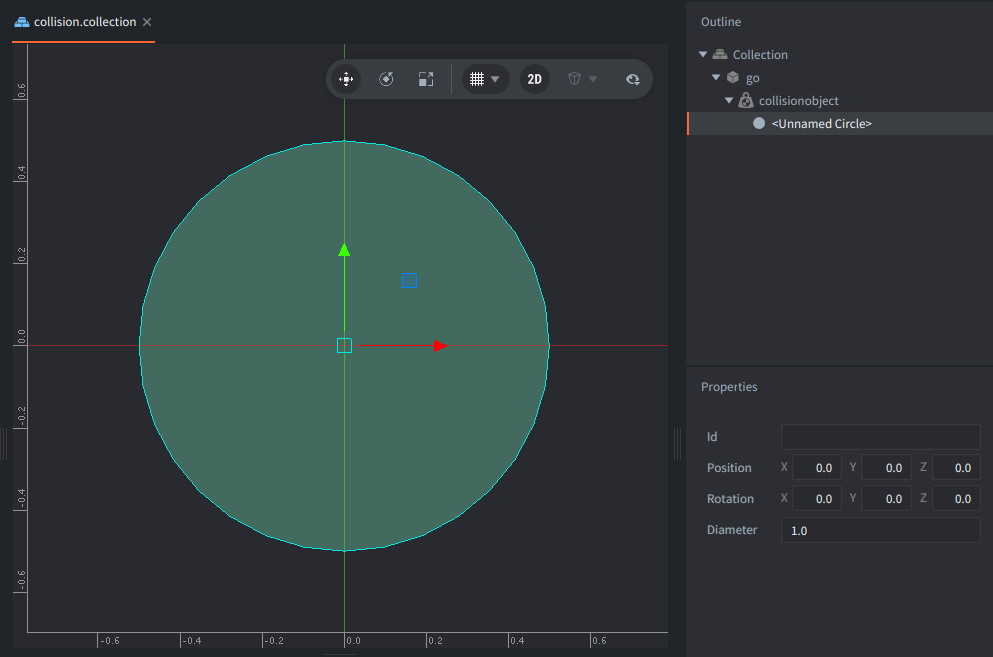 collision.collection
2D
0.6
0.4
0.2
0.0
-0.2
-0.4
-0.6
-0.6
-0.4
-0.2
0.0
0.2
0.4
0.6
Outline
Collection
go
collisionobject
<Unnamed Circle>
Properties
Id
Position X 0.0 Y 0.0 Z 0.0
Rotation X 0.0 Y 0.0 Z 0.0
Diameter 1.0